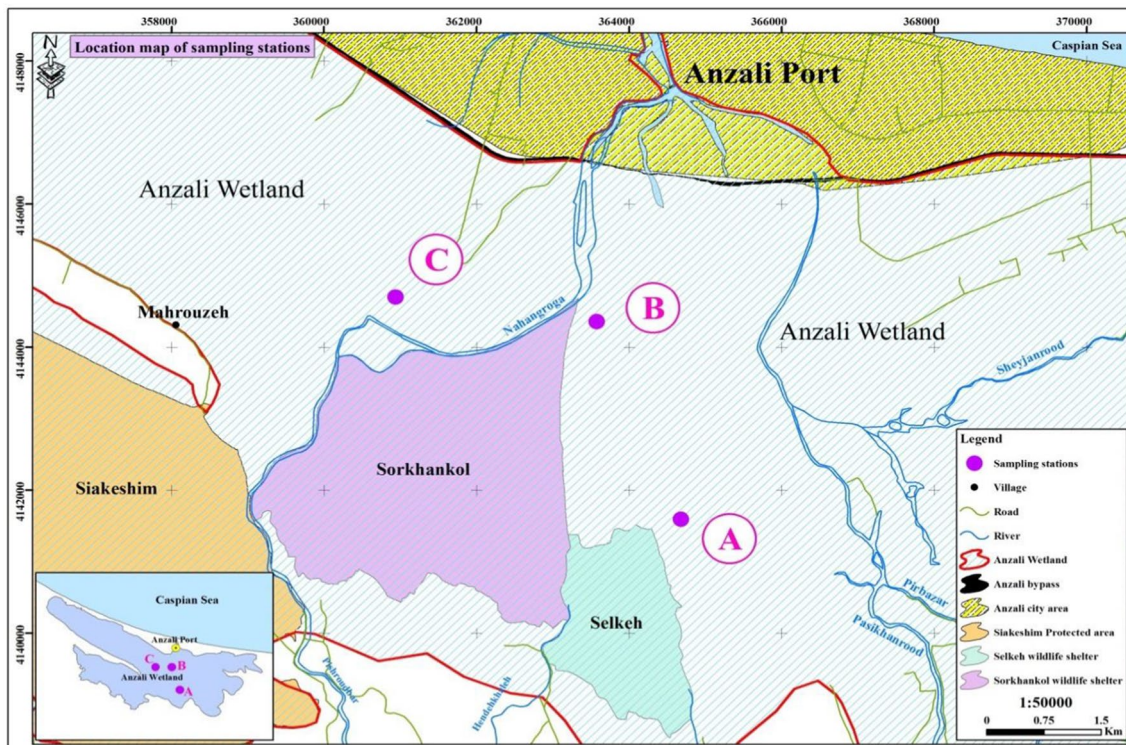 358000 360000 362000 364000 366000 368000 370000
Location map of sampling stations
N
Caspian Sea
4148000
Anzali Port
Anzali Wetland
4146000
C
B
Mahrouzeh
Nahangroga
Anzali Wetland
4144000
Sheyjanrood
Sorkhankol
Siakeshim
4142000
A
Pirbazar
Pasikhanrood
Selkeh
4140000
Hendehkhaleh
Legend
Sampling stations
Village
Road
River
Anzali Wetland
Anzali bypass
Anzali city area
Siakeshim Protected area
Selkeh wildlife shelter
Sorkhankol wildlife shelter
1:50000
0 0.75 1.5
Km
Caspian Sea
Anzali Port
C B
Anzali Wetland
A